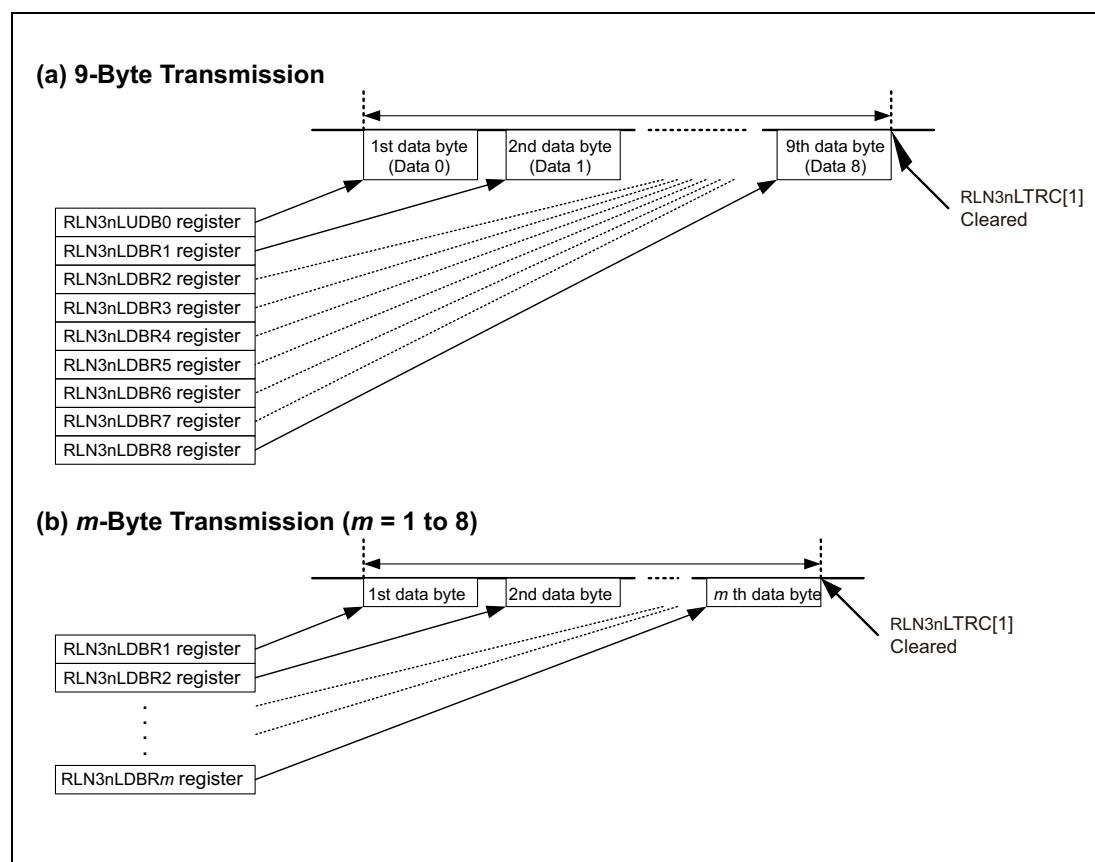 (a) 9-Byte Transmission
1st data byte
(Data 0)
2nd data byte
(Data 1)
9th data byte
(Data 8)
RLN3nLTRC[1]
Cleared
RLN3nLUDB0 register
RLN3nLDBR1 register
RLN3nLDBR2 register
RLN3nLDBR3 register
RLN3nLDBR4 register
RLN3nLDBR5 register
RLN3nLDBR6 register
RLN3nLDBR7 register
RLN3nLDBR8 register
(b) m-Byte Transmission (m = 1 to 8)
1st data byte
2nd data byte
m th data byte
RLN3nLTRC[1]
Cleared
RLN3nLDBR1 register
RLN3nLDBR2 register
RLN3nLDBRm register